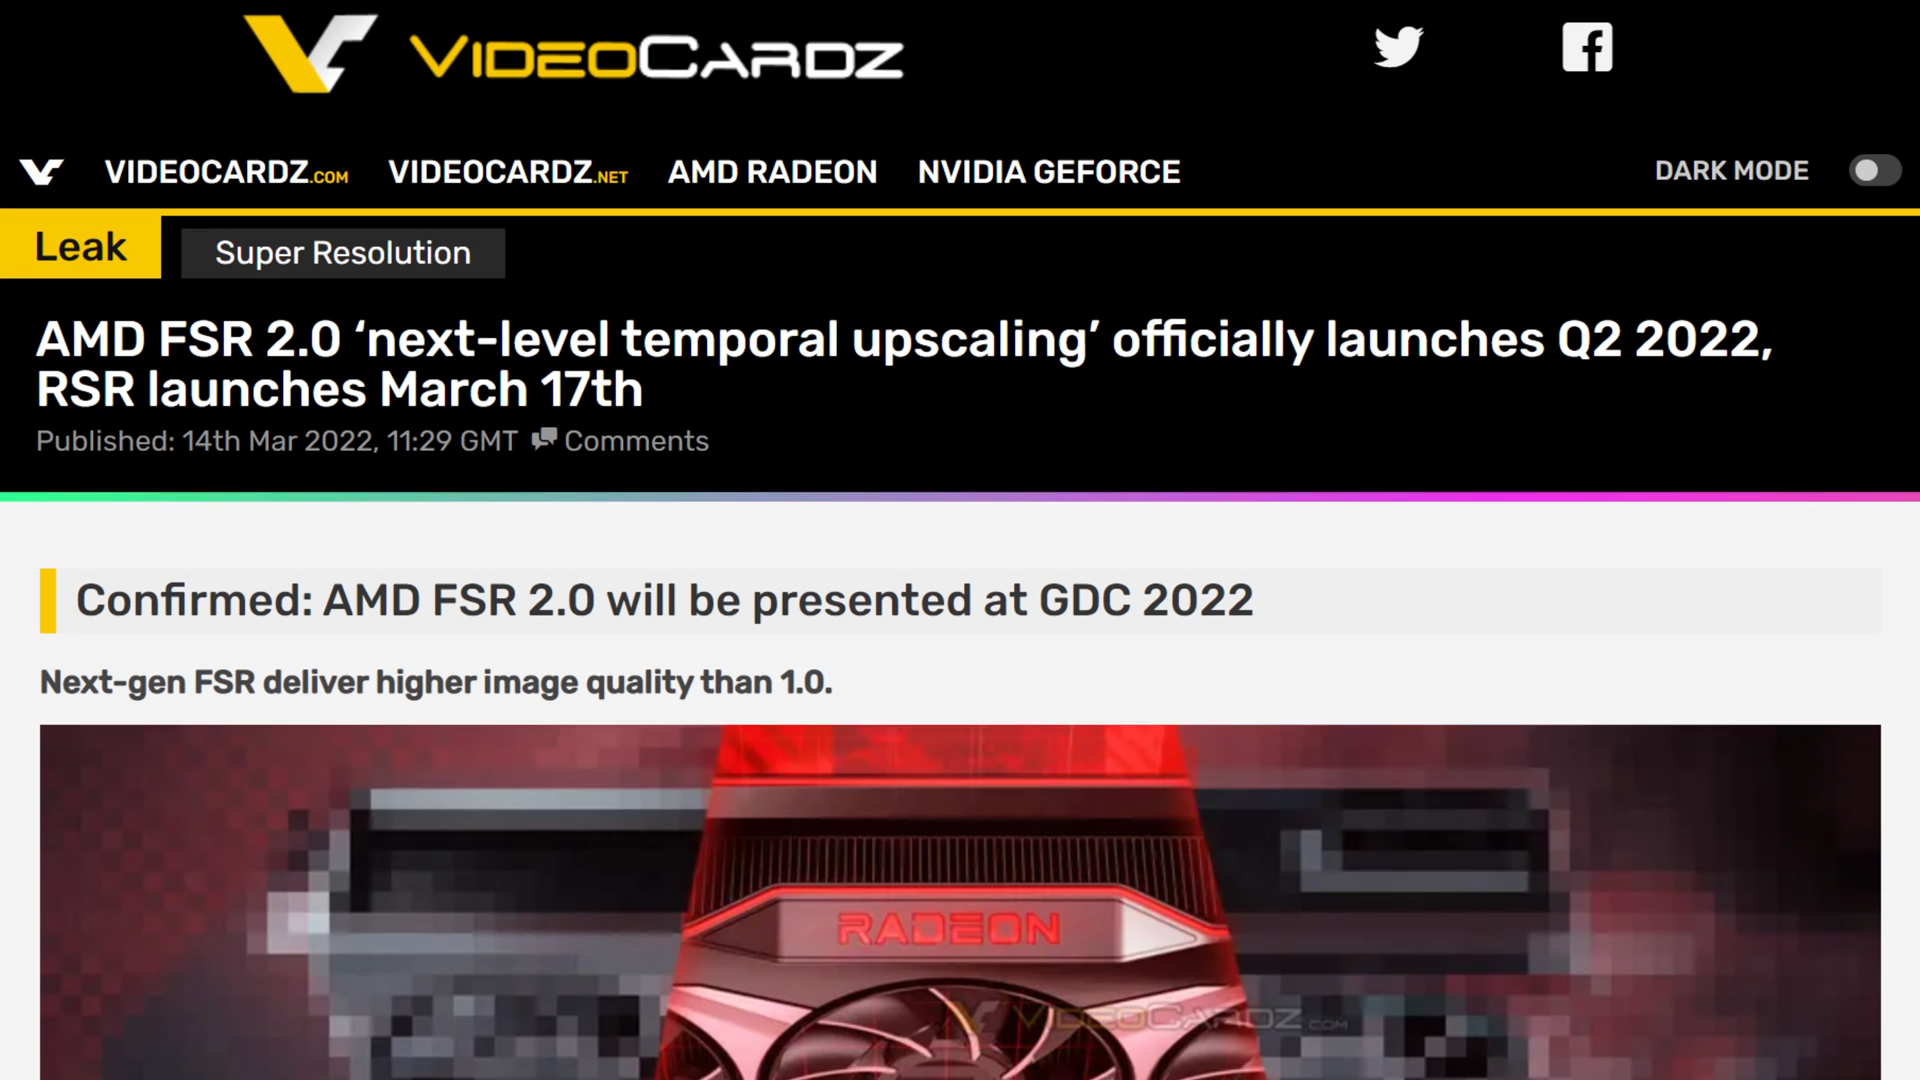 VIDEOCARDZ
VIDEOCARDZ.COM VIDEOCARDZ.NET AMD RADEON NVIDIA GEFORCE DARK MODE
Leak
Super Resolution
AMD FSR 2.0 ‘next-level temporal upscaling’ officially launches Q2 2022,
RSR launches March 17th
Published: 14th Mar 2022, 11:29 GMT Comments
Confirmed: AMD FSR 2.0 will be presented at GDC 2022
Next-gen FSR deliver higher image quality than 1.0.
RADEON
VIDEOCARDZ.COM